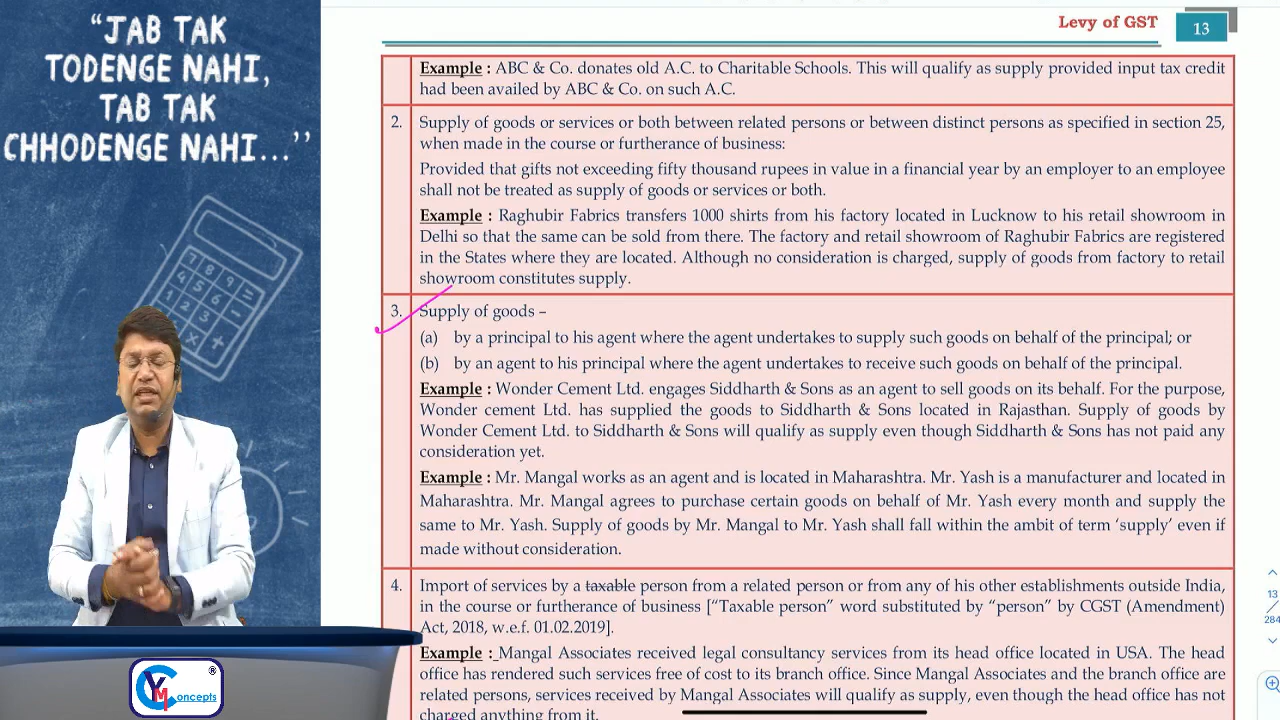 “JAB TAK
TODENGE NAHI,
TAB TAK
CHHODENGE NAHI...’’
Levy of GST
13
Example : ABC & Co. donates old A.C. to Charitable Schools. This will qualify as supply provided input tax credit
had been availed by ABC & Co. on such A.C.
2. Supply of goods or services or both between related persons or between distinct persons as specified in section 25,
when made in the course or furtherance of business:
Provided that gifts not exceeding fifty thousand rupees in value in a financial year by an employer to an employee
shall not be treated as supply of goods or services or both.
Example : Raghubir Fabrics transfers 1000 shirts from his factory located in Lucknow to his retail showroom in
Delhi so that the same can be sold from there. The factory and retail showroom of Raghubir Fabrics are registered
in the States where they are located. Although no consideration is charged, supply of goods from factory to retail
showroom constitutes supply.
3. Supply of goods –
(a) by a principal to his agent where the agent undertakes to supply such goods on behalf of the principal; or
(b) by an agent to his principal where the agent undertakes to receive such goods on behalf of the principal.
Example : Wonder Cement Ltd. engages Siddharth & Sons as an agent to sell goods on its behalf. For the purpose,
Wonder cement Ltd. has supplied the goods to Siddharth & Sons located in Rajasthan. Supply of goods by
Wonder Cement Ltd. to Siddharth & Sons will qualify as supply even though Siddharth & Sons has not paid any
consideration yet.
Example : Mr. Mangal works as an agent and is located in Maharashtra. Mr. Yash is a manufacturer and located in
Maharashtra. Mr. Mangal agrees to purchase certain goods on behalf of Mr. Yash every month and supply the
same to Mr. Yash. Supply of goods by Mr. Mangal to Mr. Yash shall fall within the ambit of term ‘supply’ even if
made without consideration.
4. Import of services by a taxable person from a related person or from any of his other establishments outside India,
in the course or furtherance of business [“Taxable person” word substituted by “person” by CGST (Amendment)
Act, 2018, w.e.f. 01.02.2019].
Example : Mangal Associates received legal consultancy services from its head office located in USA. The head
office has rendered such services free of cost to its branch office. Since Mangal Associates and the branch office are
related persons, services received by Mangal Associates will qualify as supply, even though the head office has not
charged anything from it.
13
284
7 8 9 =
4 5 6 -
1 2 3
x +
YM Concepts ®